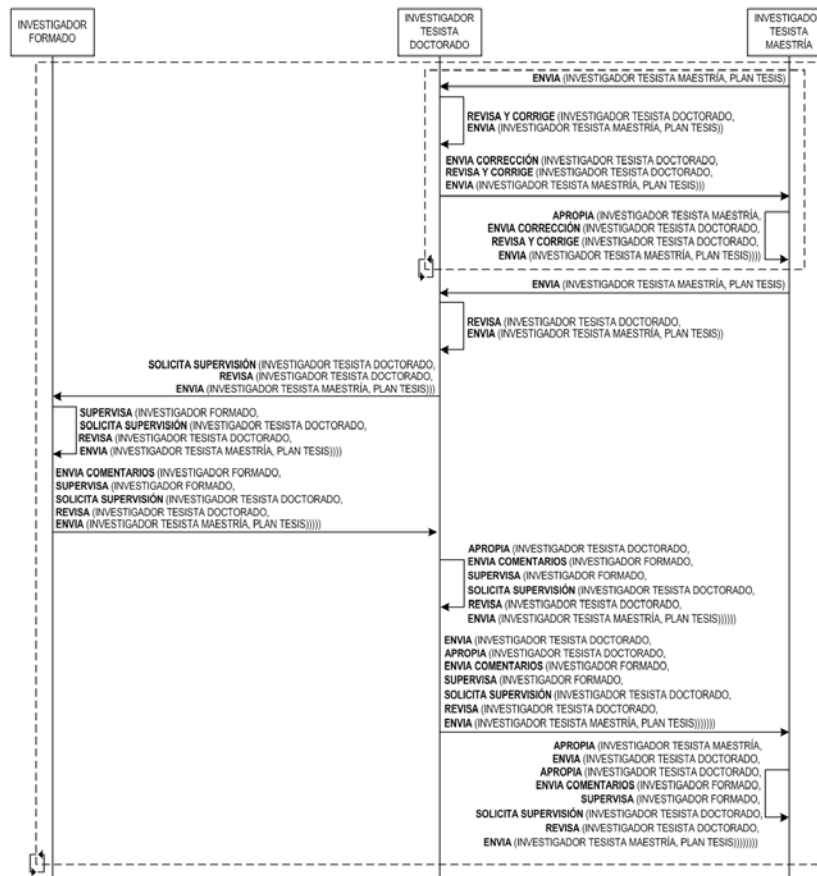 INVESTIGADOR
FORMADO
INVESTIGADOR
TESISTA
DOCTORADO
INVESTIGADO
TESISTA
MAESTRÍA
ENVIA (INVESTIGADOR TESISTA MAESTRÍA, PLAN TESIS)
REVISA Y CORRIGE (INVESTIGADOR TESISTA DOCTORADO,
ENVIA (INVESTIGADOR TESISTA MAESTRÍA, PLAN TESIS))
ENVIA CORRECCIÓN (INVESTIGADOR TESISTA DOCTORADO,
REVISA Y CORRIGE (INVESTIGADOR TESISTA DOCTORADO,
ENVIA (INVESTIGADOR TESISTA MAESTRÍA, PLAN TESIS)))
APROPIA (INVESTIGADOR TESISTA MAESTRÍA,
ENVIA CORRECCIÓN (INVESTIGADOR TESISTA DOCTORADO,
REVISA Y CORRIGE (INVESTIGADOR TESISTA DOCTORADO,
ENVIA (INVESTIGADOR TESISTA MAESTRÍA, PLAN TESIS))))
ENVIA (INVESTIGADOR TESISTA MAESTRÍA, PLAN TESIS)
REVISA (INVESTIGADOR TESISTA DOCTORADO,
ENVIA (INVESTIGADOR TESISTA MAESTRÍA, PLAN TESIS))
SOLICITA SUPERVISIÓN (INVESTIGADOR TESISTA DOCTORADO,
REVISA (INVESTIGADOR TESISTA DOCTORADO,
ENVIA (INVESTIGADOR TESISTA MAESTRÍA, PLAN TESIS)))
SUPERVISA (INVESTIGADOR FORMADO,
SOLICITA SUPERVISIÓN (INVESTIGADOR TESISTA DOCTORADO,
REVISA (INVESTIGADOR TESISTA DOCTORADO,
ENVIA (INVESTIGADOR TESISTA MAESTRÍA, PLAN TESIS))))
ENVIA COMENTARIOS (INVESTIGADOR FORMADO,
SUPERVISA (INVESTIGADOR FORMADO,
SOLICITA SUPERVISIÓN (INVESTIGADOR TESISTA DOCTORADO,
REVISA (INVESTIGADOR TESISTA DOCTORADO,
ENVIA (INVESTIGADOR TESISTA MAESTRÍA, PLAN TESIS)))))
APROPIA (INVESTIGADOR TESISTA DOCTORADO,
ENVIA COMENTARIOS (INVESTIGADOR FORMADO,
SUPERVISA (INVESTIGADOR FORMADO,
SOLICITA SUPERVISIÓN (INVESTIGADOR TESISTA DOCTORADO,
REVISA (INVESTIGADOR TESISTA DOCTORADO,
ENVIA (INVESTIGADOR TESISTA MAESTRÍA, PLAN TESIS))))))
ENVIA (INVESTIGADOR TESISTA DOCTORADO,
APROPIA (INVESTIGADOR TESISTA DOCTORADO,
ENVIA COMENTARIOS (INVESTIGADOR FORMADO,
SUPERVISA (INVESTIGADOR FORMADO,
SOLICITA SUPERVISIÓN (INVESTIGADOR TESISTA DOCTORADO,
REVISA (INVESTIGADOR TESISTA DOCTORADO,
ENVIA (INVESTIGADOR TESISTA MAESTRÍA, PLAN TESIS)))))))
APROPIA (INVESTIGADOR TESISTA MAESTRÍA,
ENVIA (INVESTIGADOR TESISTA DOCTORADO,
APROPIA (INVESTIGADOR TESISTA DOCTORADO,
ENVIA COMENTARIOS (INVESTIGADOR FORMADO,
SUPERVISA (INVESTIGADOR FORMADO,
SOLICITA SUPERVISIÓN (INVESTIGADOR TESISTA DOCTORADO,
REVISA (INVESTIGADOR TESISTA DOCTORADO,
ENVIA (INVESTIGADOR TESISTA MAESTRÍA, PLAN TESIS))))))))